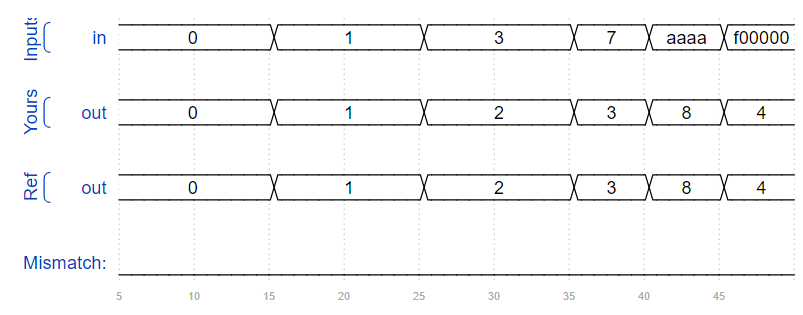 Inputs in 0 1 3 7 aaaa f00000
Yours out 0 1 2 3 8 4
Ref out 0 1 2 3 8 4
Mismatch:
5 10 15 20 25 30 35 40 45